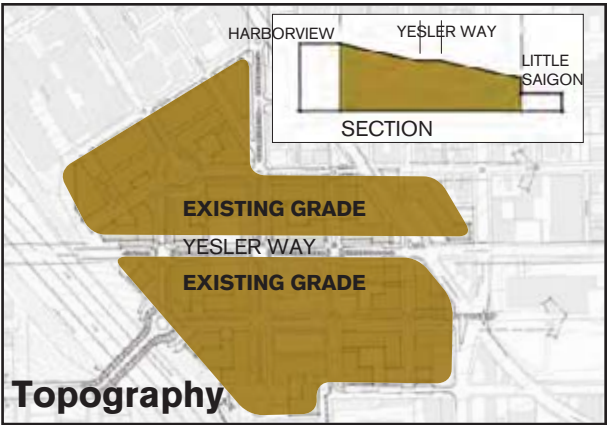 HARBORVIEW
YESLER WAY
LITTLE
SAIGON
SECTION
EXISTING GRADE
YESLER WAY
EXISTING GRADE
Topography